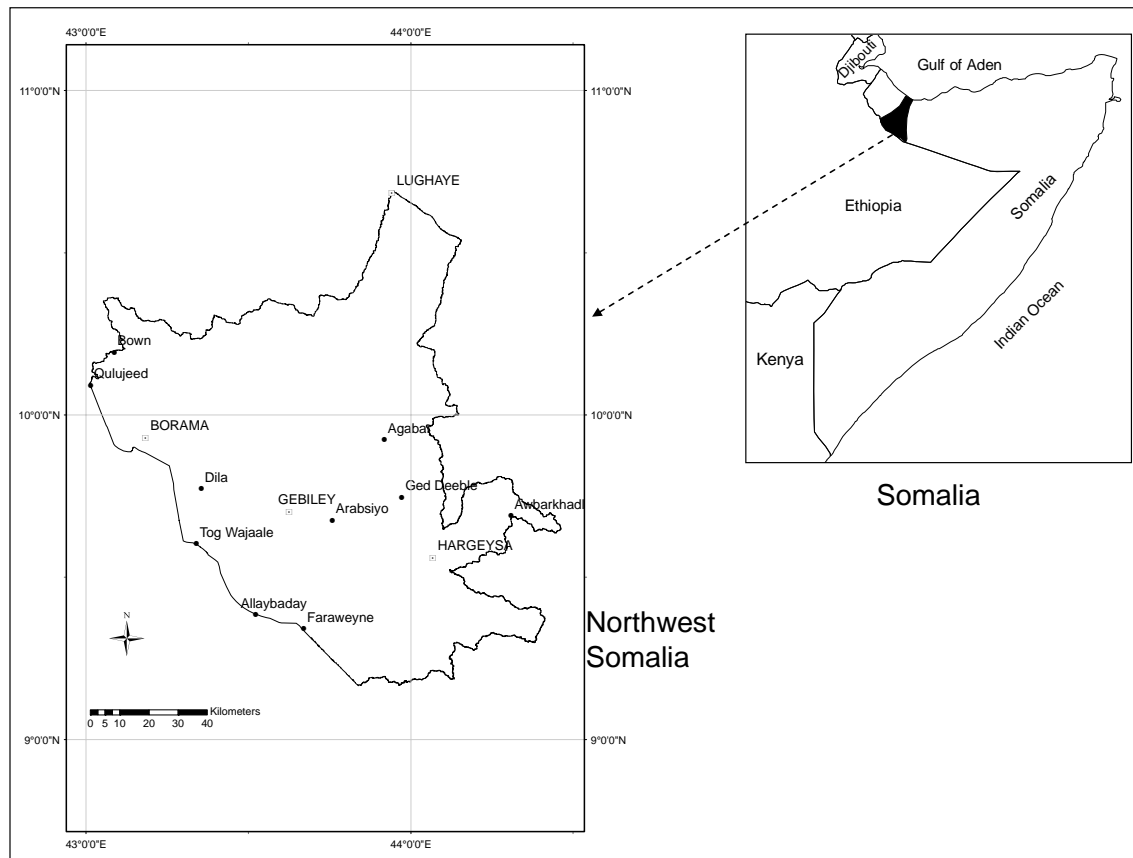 43°0'0"E
44°0'0"E
11°0'0"N
11°0'0"N
LUGHAYE
Bown
Qulujeed
10°0'0"N
10°0'0"N
BORAMA
Agabar
Dila
Ged Deeble
GEBILEY
Arabsiyo
Awbarkhadl
Tog Wajaale
HARGEYSA
Allaybaday
Faraweyne
N
Kilometers
0 5 10 20 30 40
9°0'0"N
9°0'0"N
43°0'0"E
44°0'0"E
Northwest
Somalia
Djibouti
Gulf of Aden
Ethiopia
Somalia
Indian Ocean
Kenya
Somalia